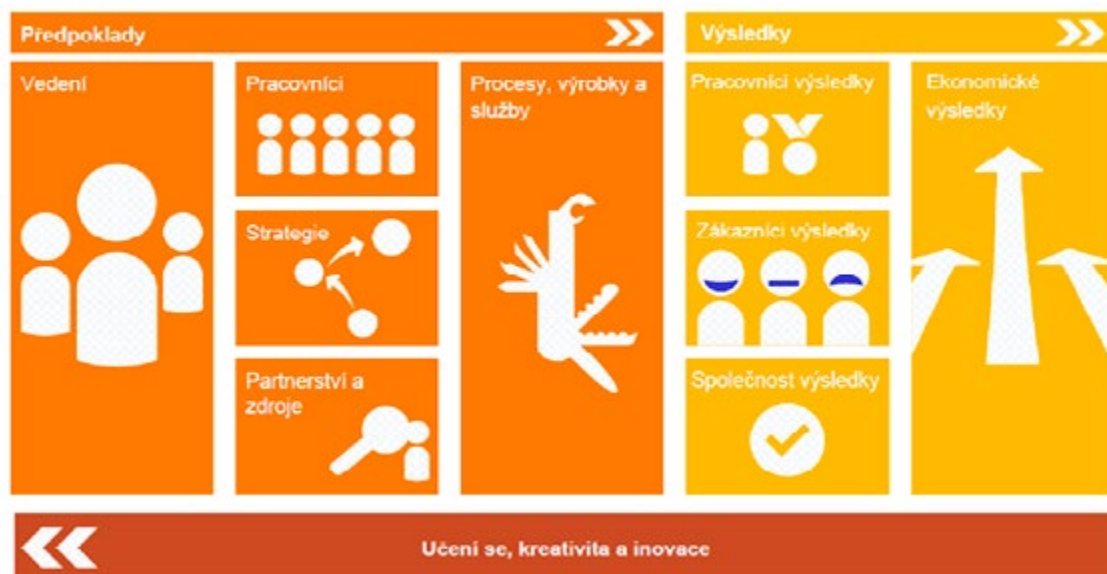 Předpoklady
Výsledky
Vedení
Pracovníci
Procesy, výrobky a
služby
Pracovníci výsledky
Ekonomické
výsledky
Strategie
Zákazníci výsledky
Partnerství a
zdroje
Společnost výsledky
Učení se, kreativita a inovace